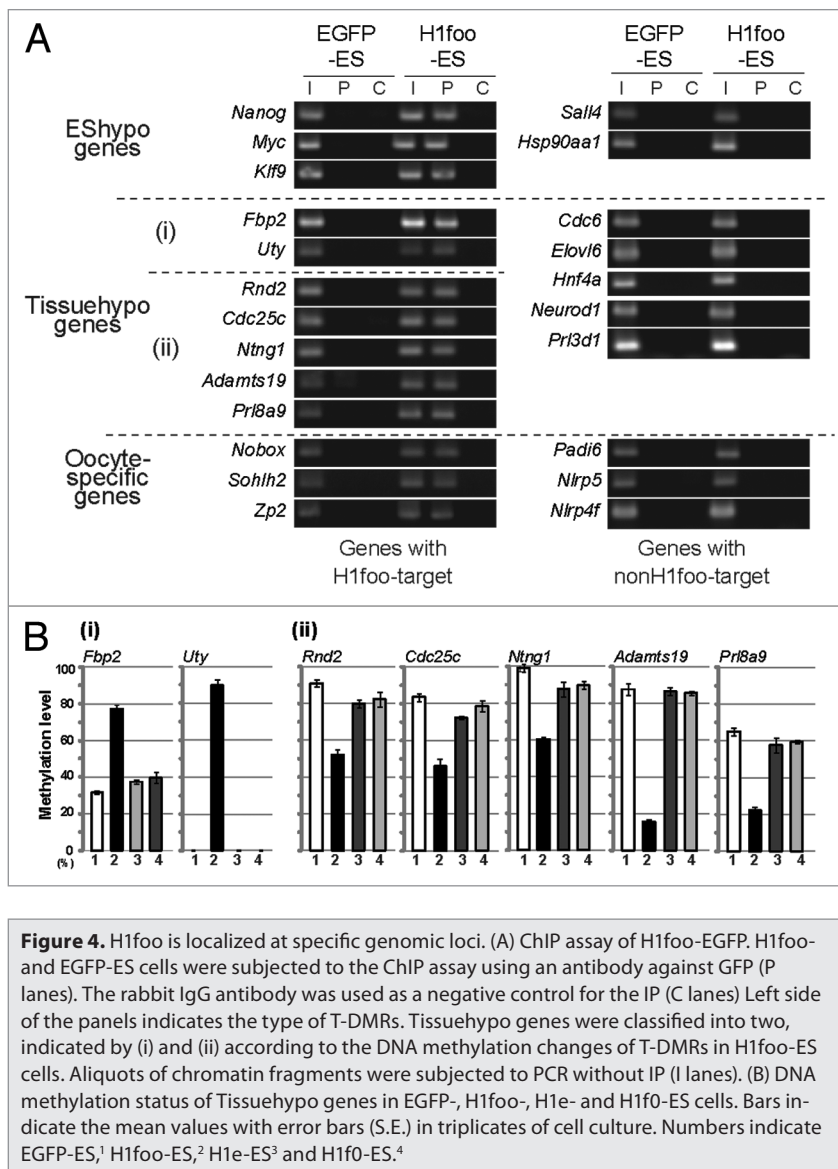 A
EGFP -ES
H1foo -ES
I P C I P C
EShypo genes
Nanog
Myc
Klf9
(i)
Fbp2
Uty
Tissuehypo genes
(ii)
Rnd2
Cdc25c
Ntng1
Adamts19
Prl8a9
Oocyte-specific genes
Nobox
Sohlh2
Zp2
Genes with
H1foo-target
EGFP -ES
H1foo -ES
I P C I P C
Sall4
Hsp90aa1
Cdc6
Elovl6
Hnf4a
Neurod1
Prl3d1
Padi6
Nlrp5
Nlrp4f
Genes with
nonH1foo-target
B
(i)
(ii)
Fbp2
Uty
Rnd2
Cdc25c
Ntng1
Adamts19
Prl8a9
Methylation level
100
80
60
40
20
0
(%)
1 2 3 4
1 2 3 4
1 2 3 4
1 2 3 4
1 2 3 4
1 2 3 4
1 2 3 4
Figure 4. H1foo is localized at specific genomic loci. (A) ChIP assay of H1foo-EGFP. H1foo-
and EGFP-ES cells were subjected to the ChIP assay using an antibody against GFP (P
lanes). The rabbit IgG antibody was used as a negative control for the IP (C lanes) Left side
of the panels indicates the type of T-DMRs. Tissuehypo genes were classified into two,
indicated by (i) and (ii) according to the DNA methylation changes of T-DMRs in H1foo-ES
cells. Aliquots of chromatin fragments were subjected to PCR without IP (I lanes). (B) DNA
methylation status of Tissuehypo genes in EGFP-, H1foo-, H1e- and H1f0-ES cells. Bars in-
dicate the mean values with error bars (S.E.) in triplicates of cell culture. Numbers indicate
EGFP-ES,¹ H1foo-ES,² H1e-ES³ and H1f0-ES.⁴